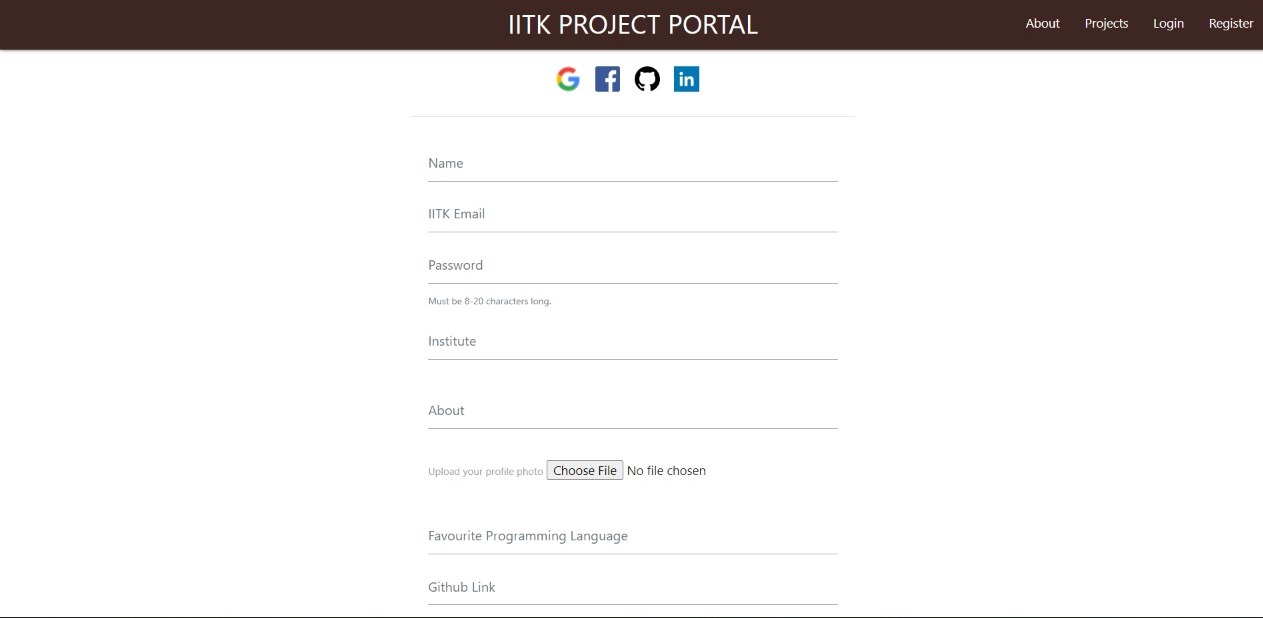 IITK PROJECT PORTAL
About Projects Login Register
G f in
Name
IITK Email
Password
Must be 8-20 characters long.
Institute
About
Upload your profile photo Choose File No file chosen
Favourite Programming Language
Github Link